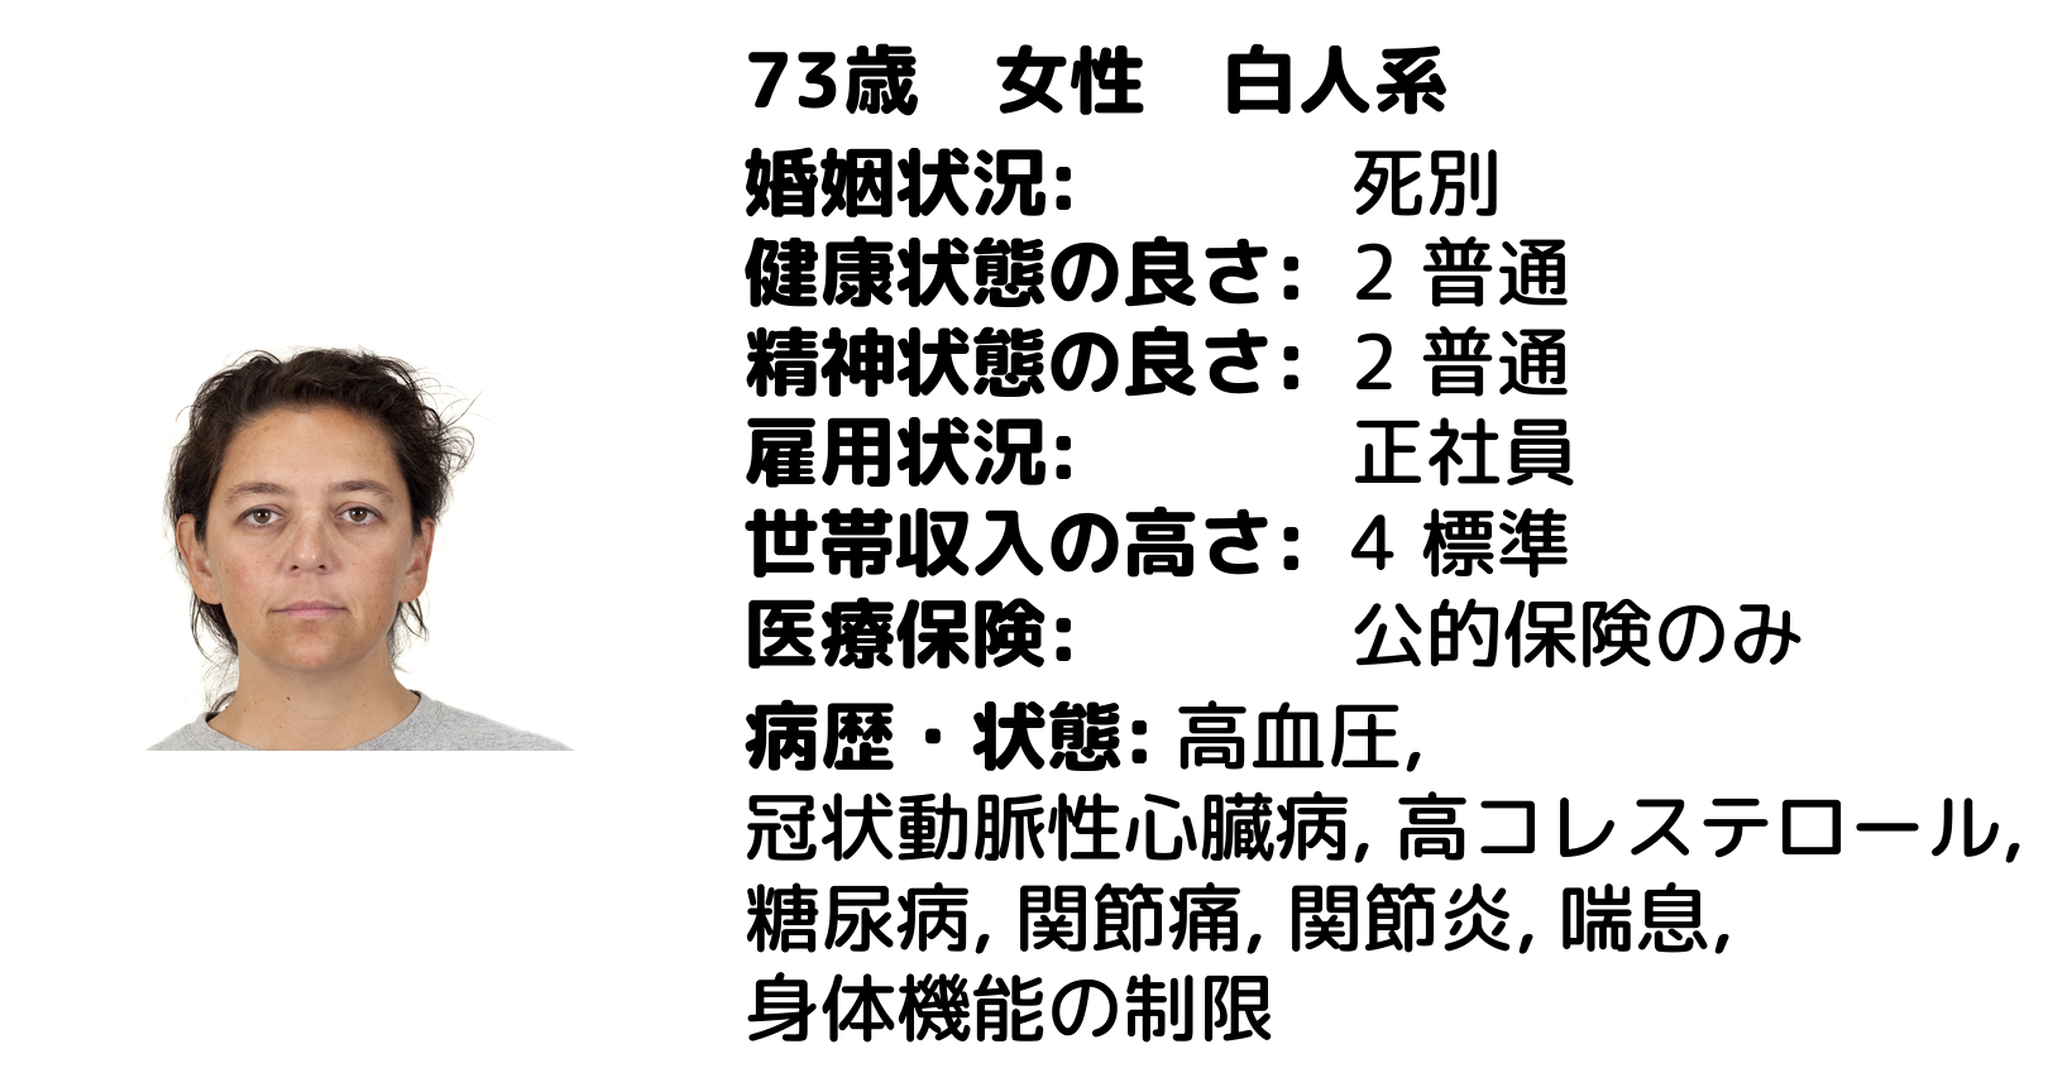 73歳　女性　白人系
婚姻状況: 死別
健康状態の良さ: 2 普通
精神状態の良さ: 2 普通
雇用状況: 正社員
世帯収入の高さ: 4 標準
医療保険: 公的保険のみ
病歴・状態: 高血圧,
冠状動脈性心臓病, 高コレステロール,
糖尿病, 関節痛, 関節炎, 喘息,
身体機能の制限